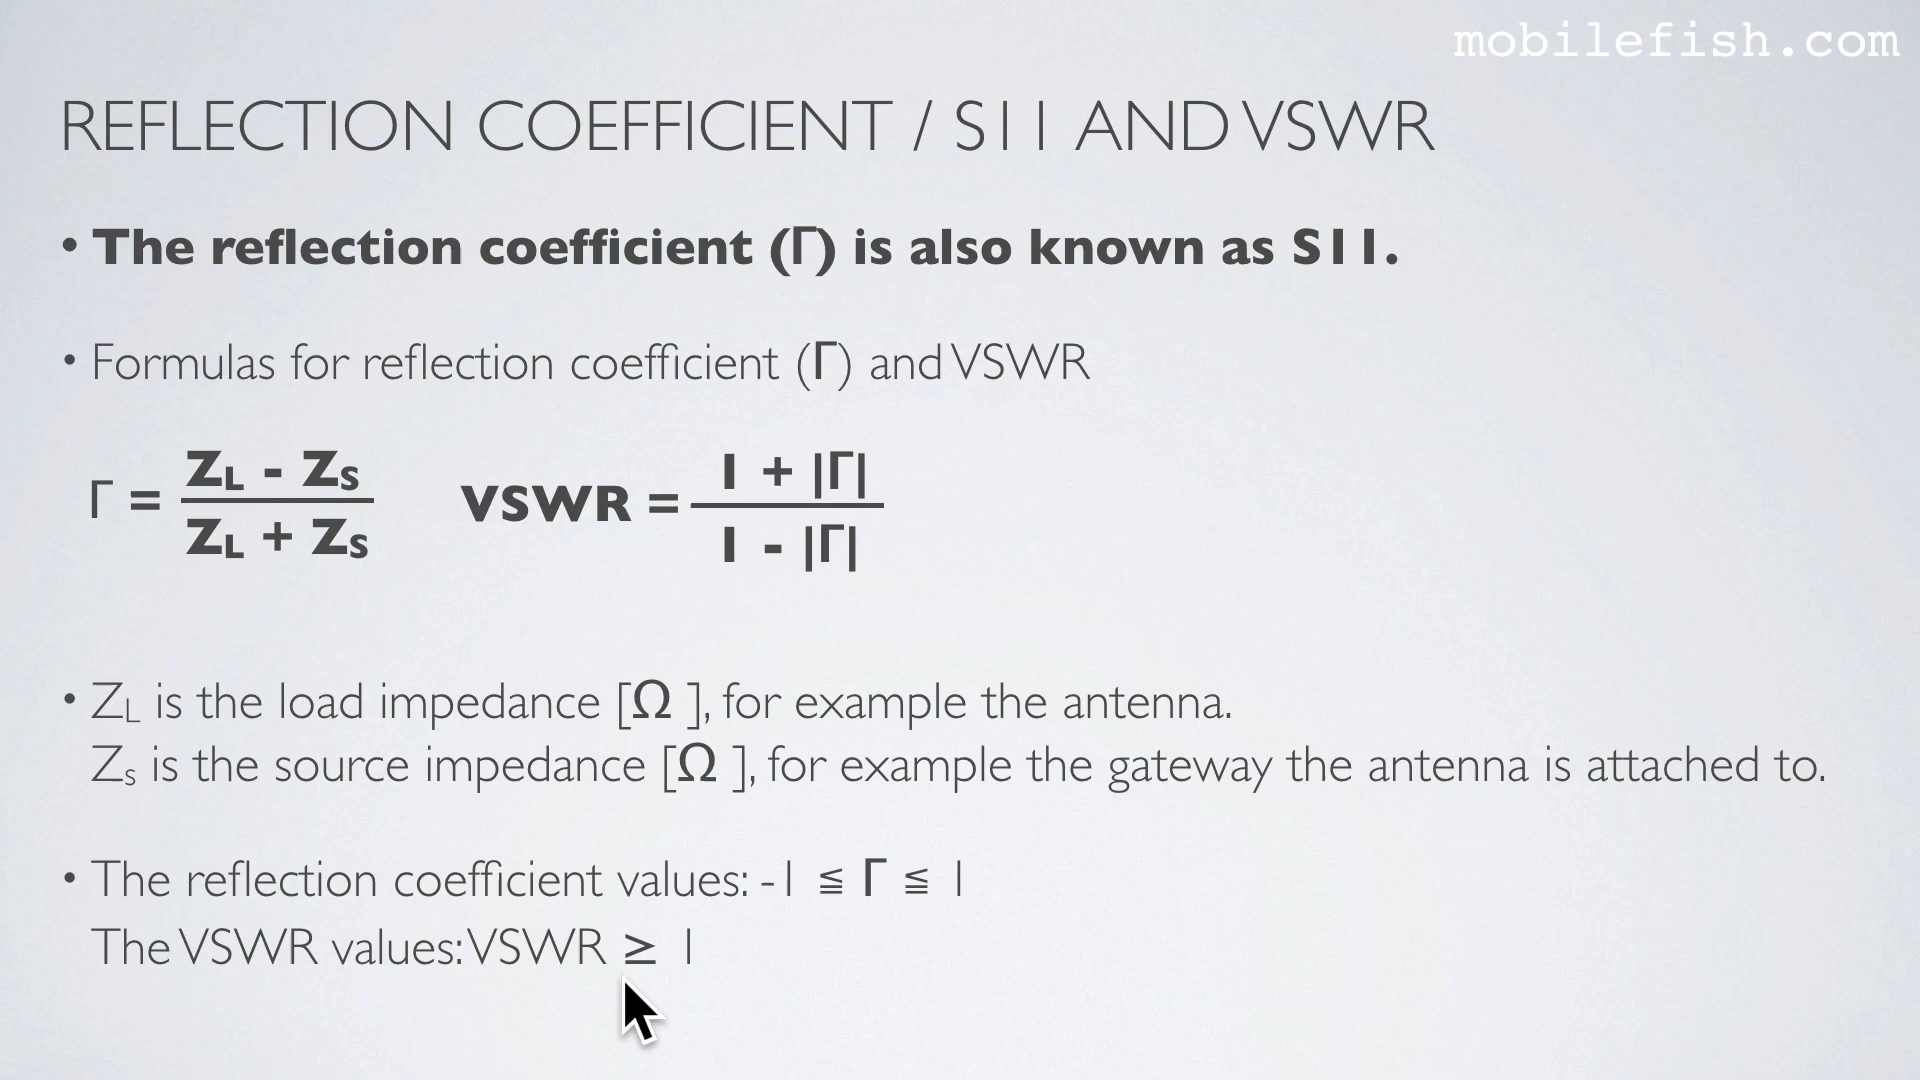 mobilefish.com
REFLECTION COEFFICIENT / S11 AND VSWR
• The reflection coefficient (Γ) is also known as S11.
• Formulas for reflection coefficient (Γ) and VSWR
Γ = (ZL - ZS) / (ZL + ZS) VSWR = (1 + |Γ|) / (1 - |Γ|)
• ZL is the load impedance [Ω ], for example the antenna.
Zs is the source impedance [Ω ], for example the gateway the antenna is attached to.
• The reflection coefficient values: -1 ≦ Γ ≦ 1
The VSWR values: VSWR ≥ 1